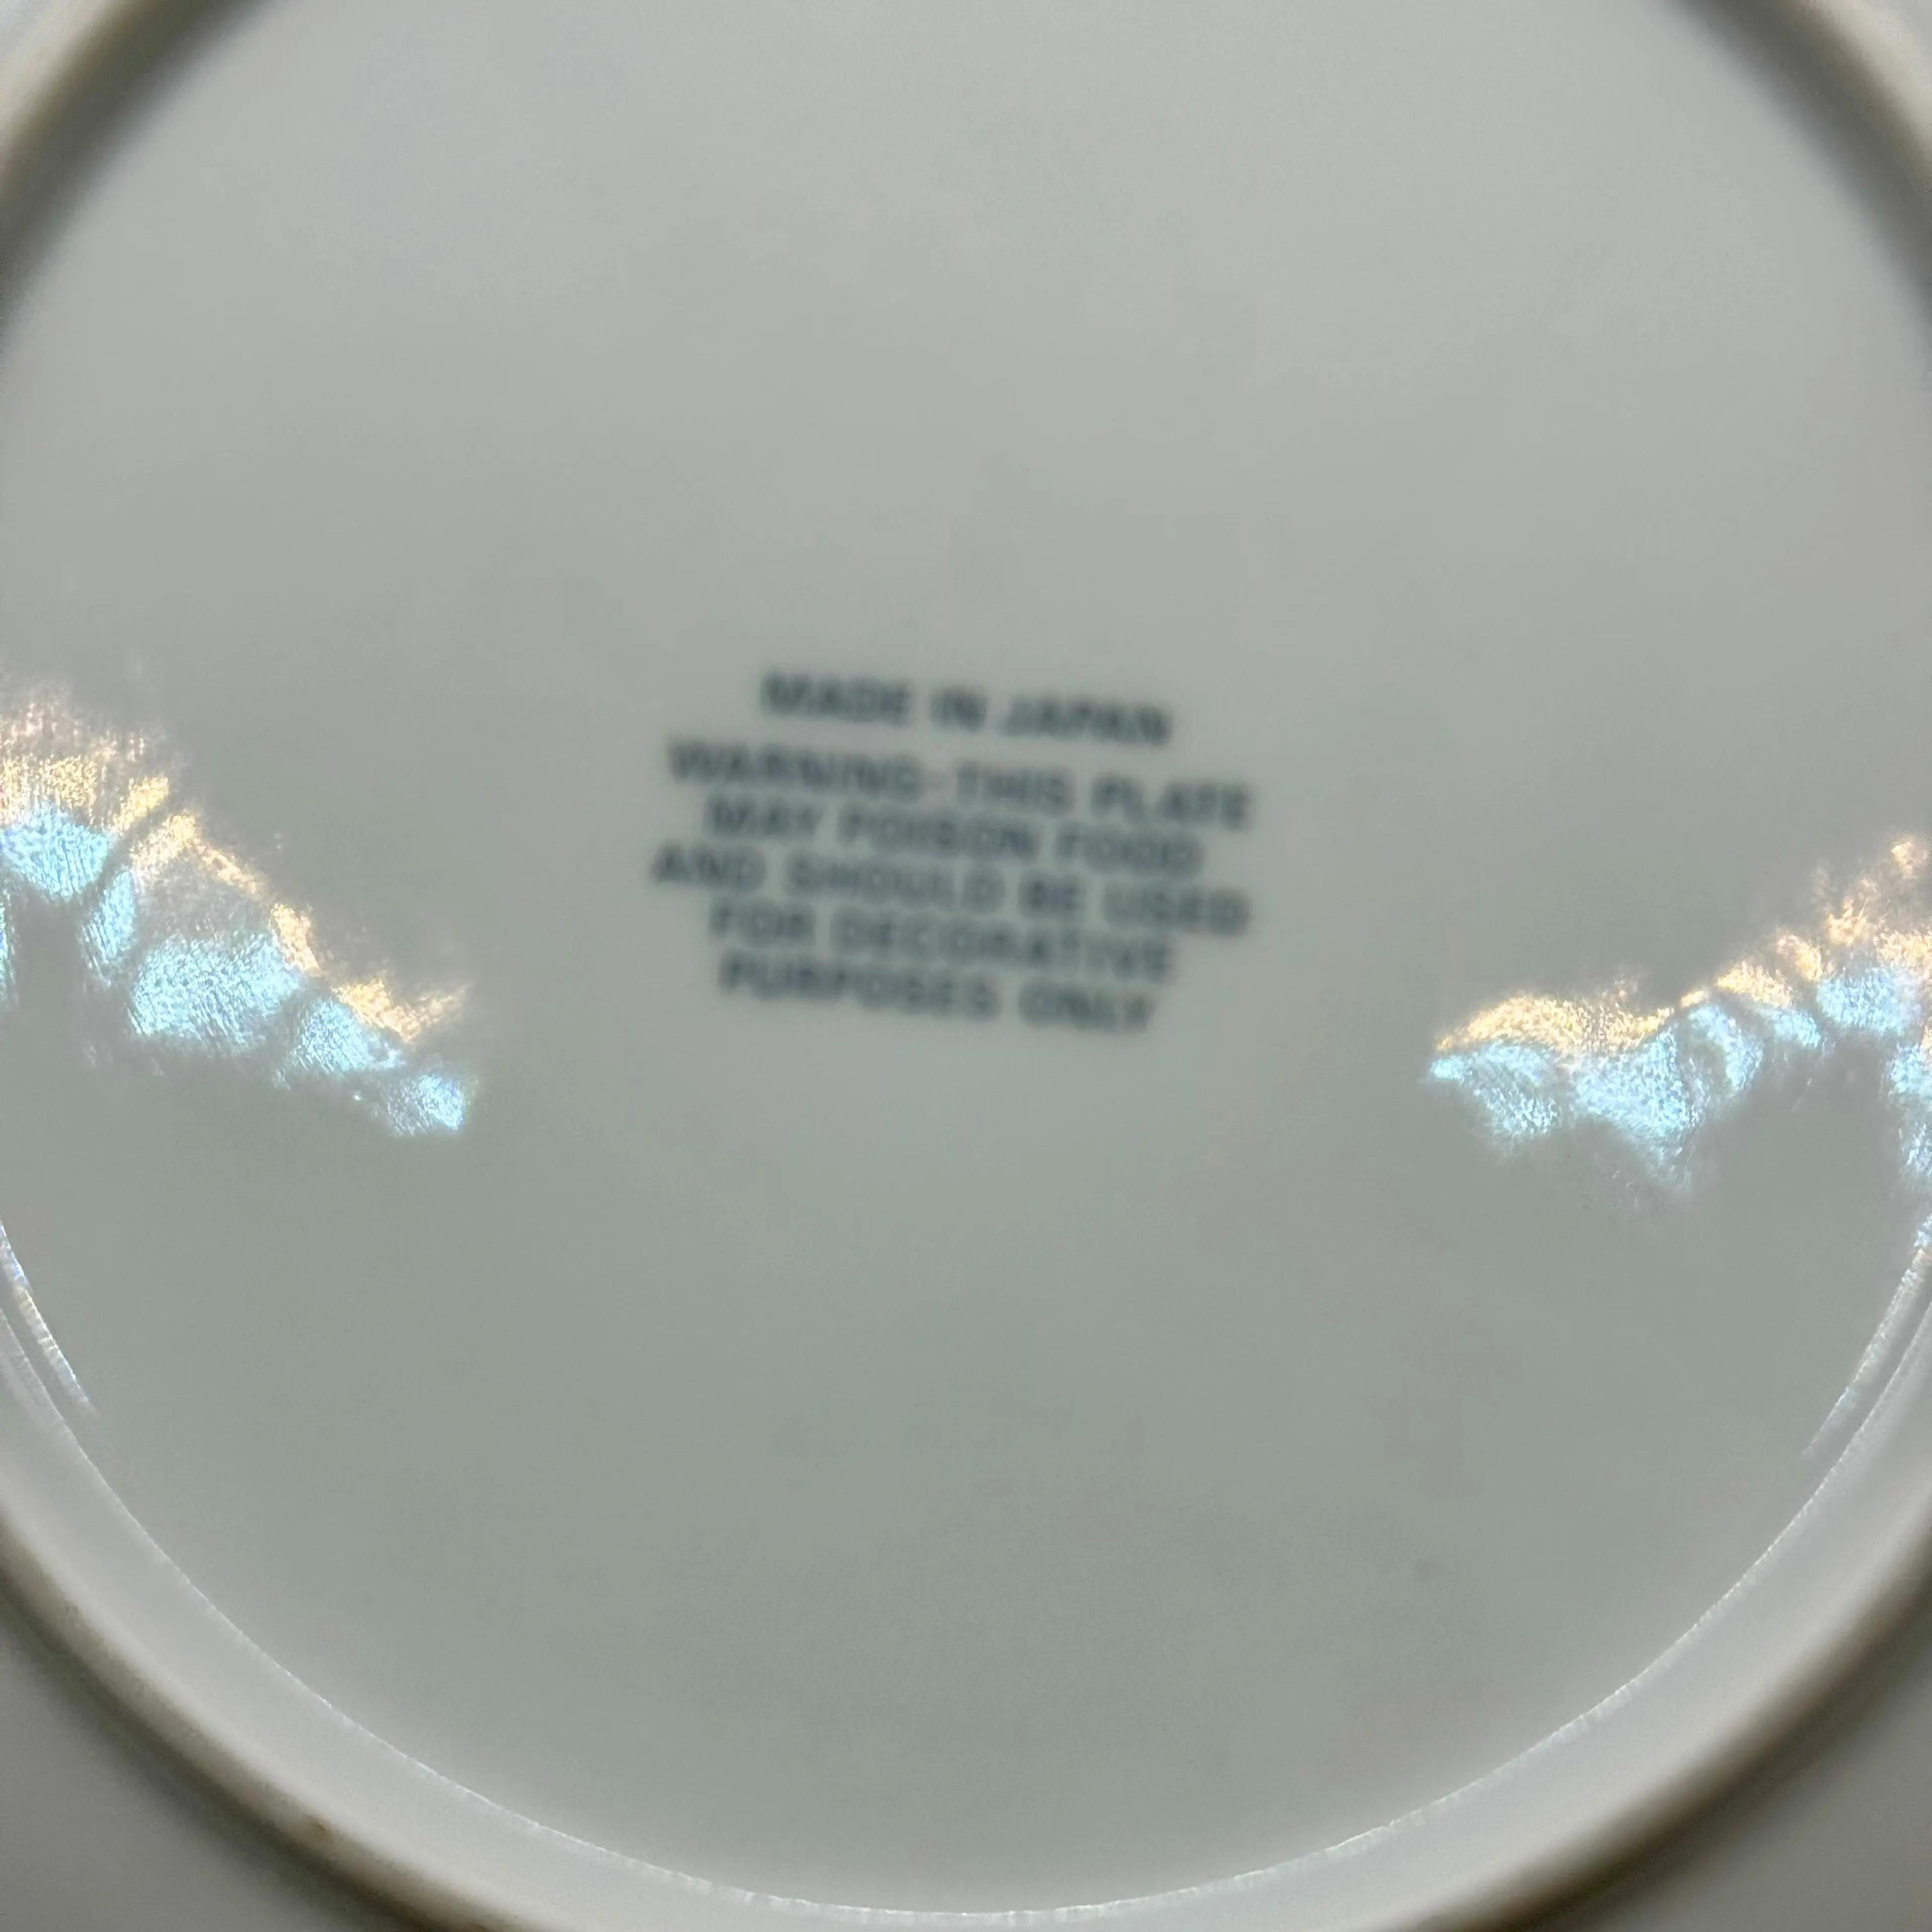 MADE IN JAPAN
WARNING-THIS PLATE
MAY POISON FOOD
AND SHOULD BE USED
FOR DECORATIVE
PURPOSES ONLY